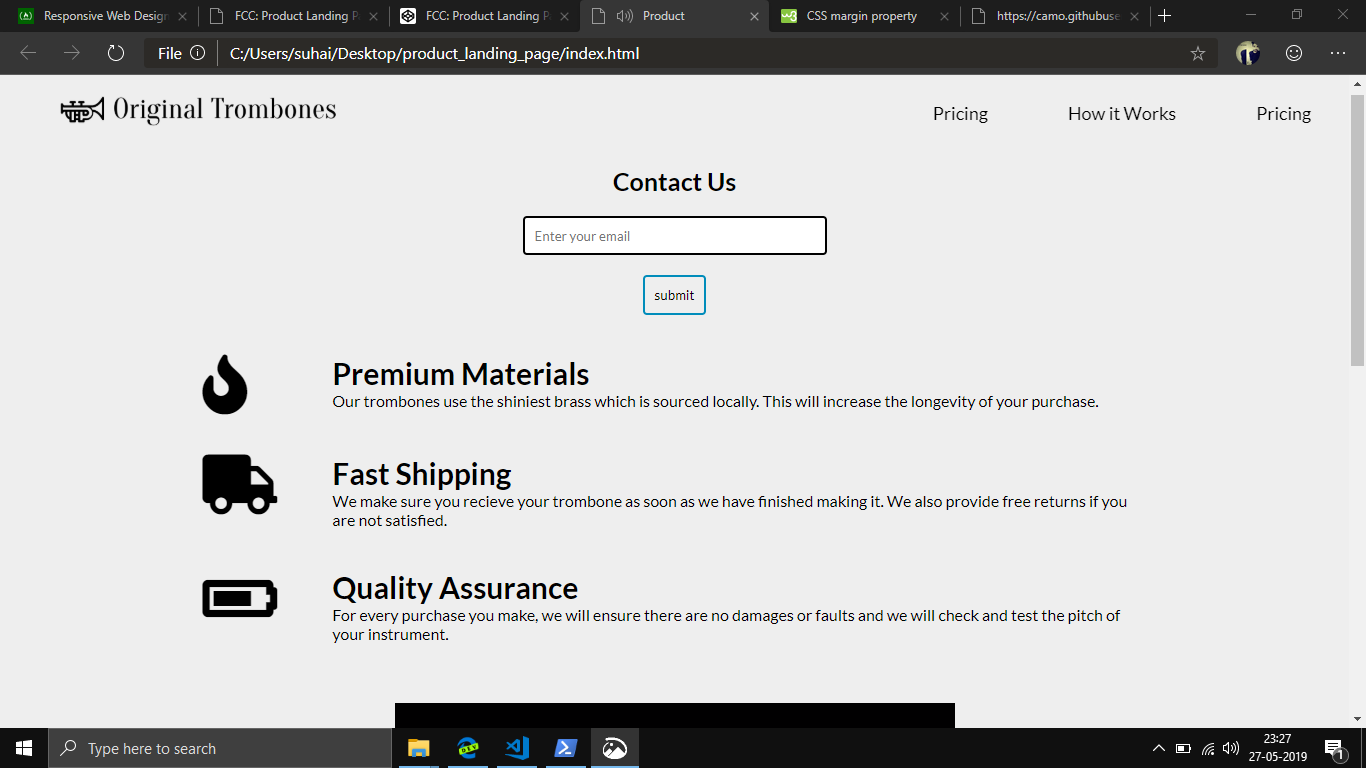 Responsive Web Design
FCC: Product Landing P
FCC: Product Landing P
Product
CSS margin property
https://camo.githubuse
File
C:/Users/suhai/Desktop/product_landing_page/index.html
Original Trombones
Pricing
How it Works
Pricing
Contact Us
Enter your email
submit
Premium Materials
Our trombones use the shiniest brass which is sourced locally. This will increase the longevity of your purchase.
Fast Shipping
We make sure you recieve your trombone as soon as we have finished making it. We also provide free returns if you
are not satisfied.
Quality Assurance
For every purchase you make, we will ensure there are no damages or faults and we will check and test the pitch of
your instrument.
Type here to search
DEV
23:27
27-05-2019
1